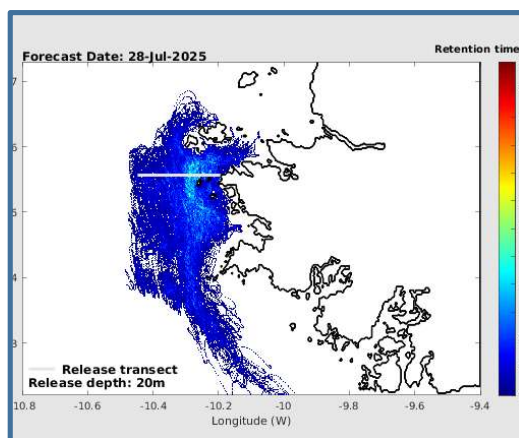 Retention time
Forecast Date: 28-Jul-2025
7
6
5
4
3
Release transect
Release depth: 20m
10.8 -10.6 -10.4 -10.2 -10 -9.8 -9.6 -9.4
Longitude (W)